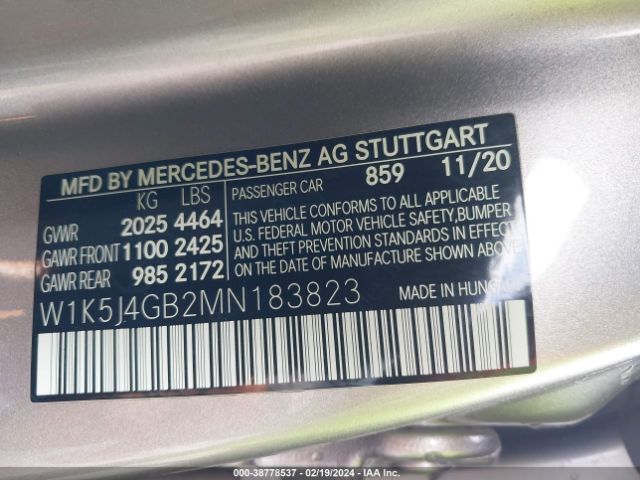 MFD BY MERCEDES-BENZ AG STUTTGART
KG LBS PASSENGER CAR 859 11/20
GVWR 2025 4464
GAWR FRONT 1100 2425
GAWR REAR 985 2172
THIS VEHICLE CONFORMS TO ALL APPLICABLE
U.S. FEDERAL MOTOR VEHICLE SAFETY, BUMPER
AND THEFT PREVENTION STANDARDS IN EFFECT
ON THE DATE OF MANUFACTURE SHOWN ABOVE.
W1K5J4GB2MN183823 MADE IN
000-38778537 - 02/19/2024 - IAA Inc.